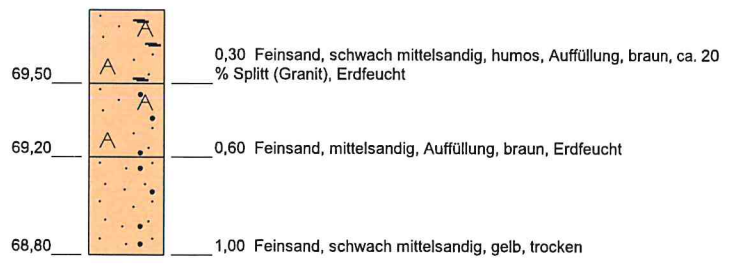 A
0,30 Feinsand, schwach mittelsandig, humos, Auffüllung, braun, ca. 20
% Splitt (Granit), Erdfeucht
A
69,50
A
A
69,20
0,60 Feinsand, mittelsandig, Auffüllung, braun, Erdfeucht
68,80
1,00 Feinsand, schwach mittelsandig, gelb, trocken